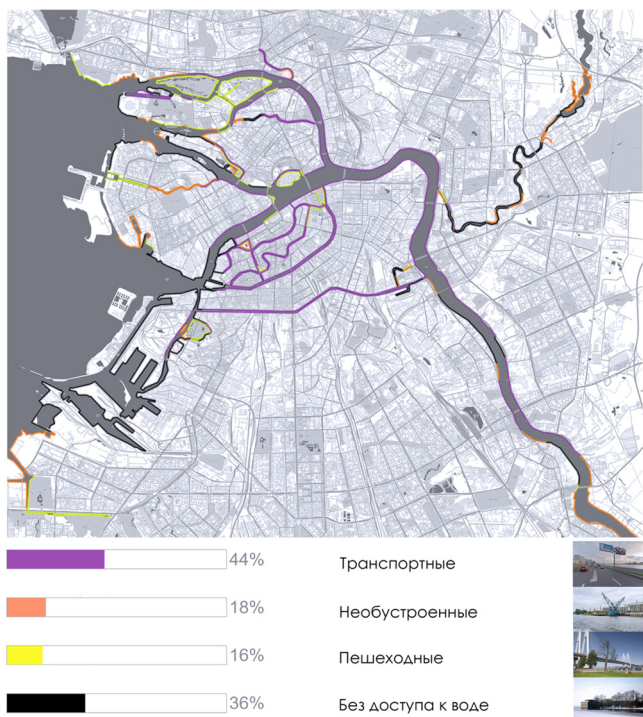 44% Транспортные
18% Необустроенные
16% Пешеходные
36% Без доступа к воде